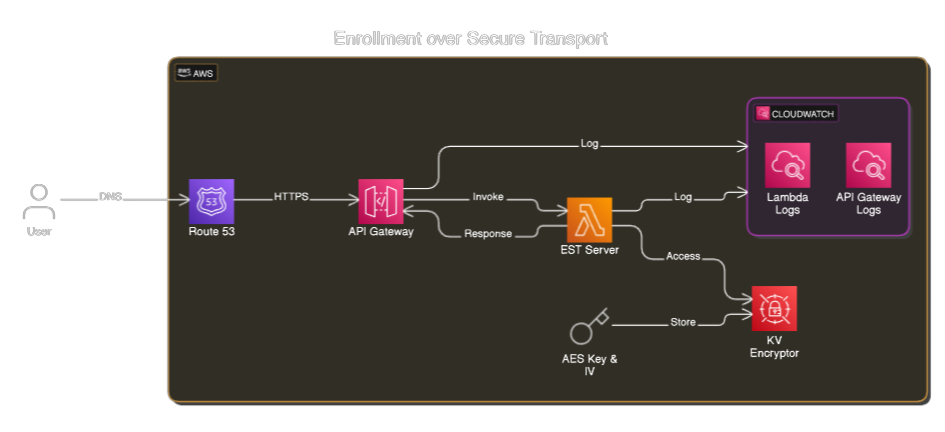 Enrollment over Secure Transport
aws AWS
CLOUDWATCH
Log
Lambda
Logs
API Gateway
Logs
DNS
User
53
Route 53
HTTPS
API Gateway
Invoke
Response
EST Server
Log
Access
AES Key &
IV
Store
KV
Encryptor